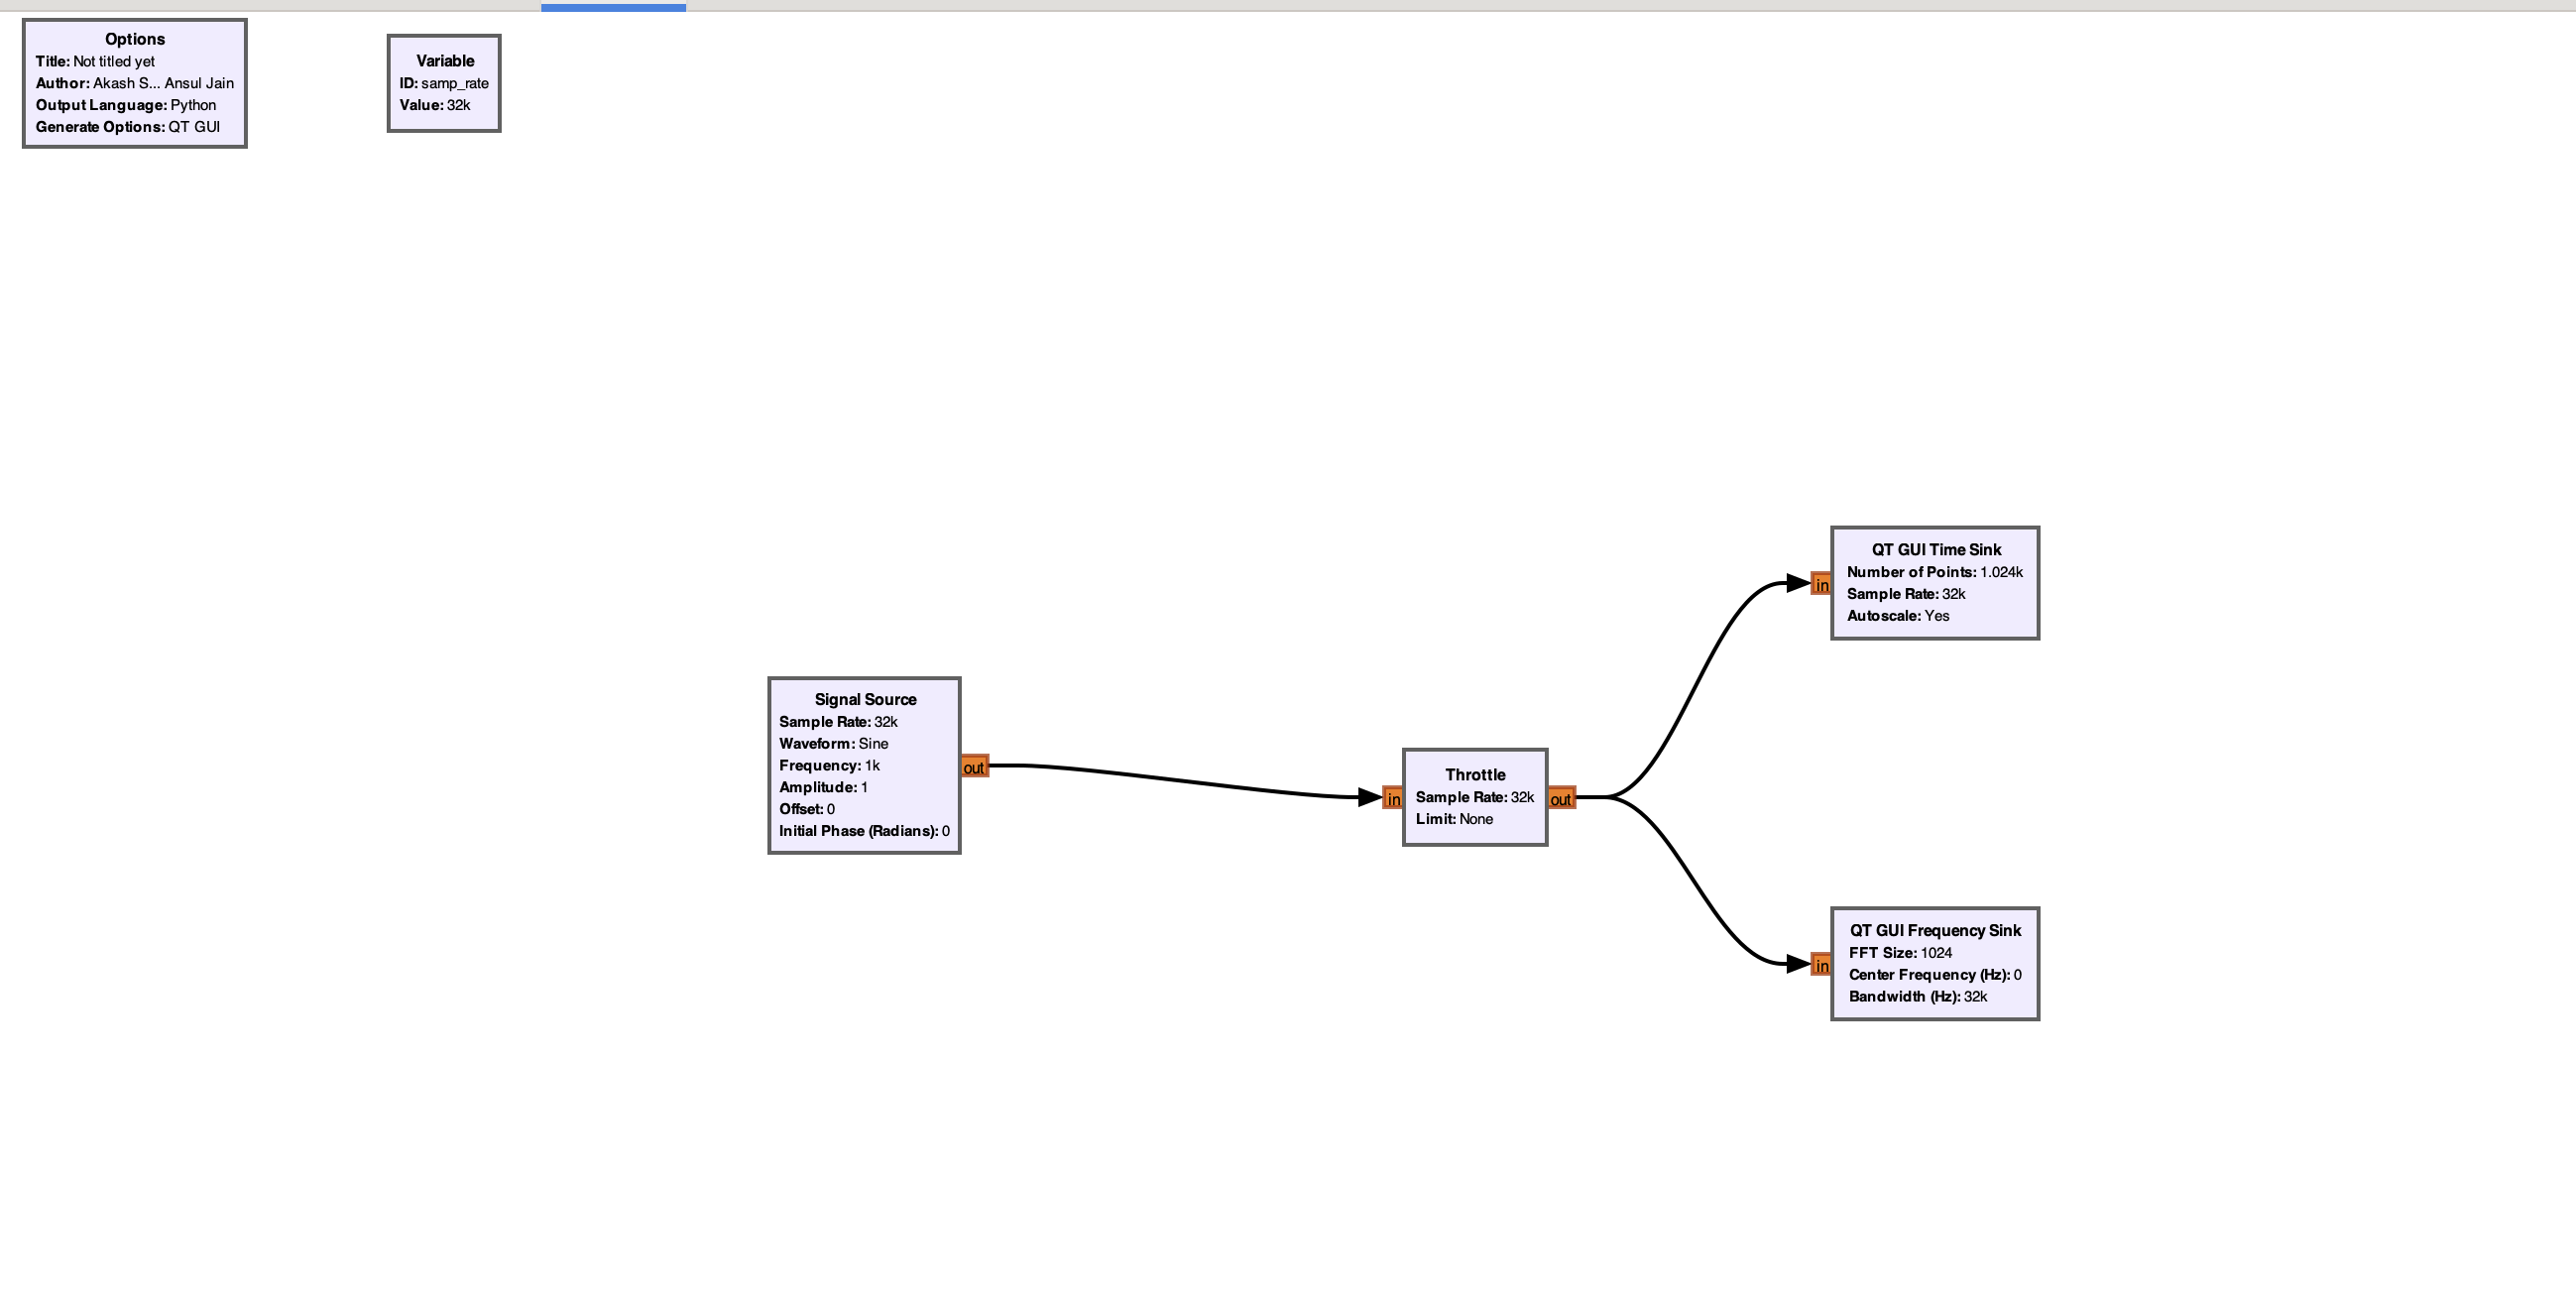 Options
Title: Not titled yet
Author: Akash S... Ansul Jain
Output Language: Python
Generate Options: QT GUI
Variable
ID: samp_rate
Value: 32k
QT GUI Time Sink
Number of Points: 1.024k
Sample Rate: 32k
Autoscale: Yes
in
Signal Source
Sample Rate: 32k
Waveform: Sine
Frequency: 1k
Amplitude: 1
Offset: 0
Initial Phase (Radians): 0
out
in
Throttle
Sample Rate: 32k
Limit: None
out
QT GUI Frequency Sink
FFT Size: 1024
Center Frequency (Hz): 0
Bandwidth (Hz): 32k
in